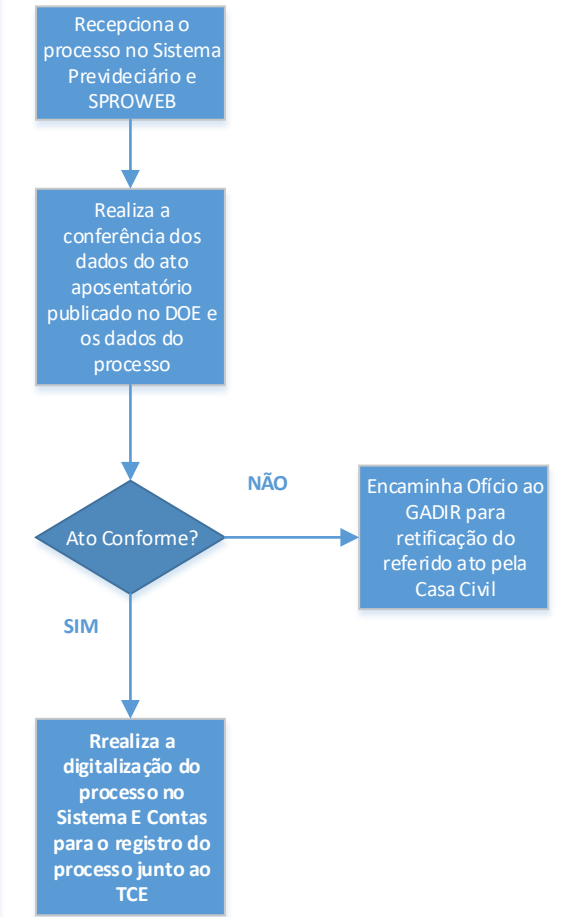 Recepciona o
processo no Sistema
Prevideciário e
SPROWEB
Realiza a
conferência dos
dados do ato
aposentatório
publicado no DOE e
os dados do
processo
Ato Conforme?
NÃO
Encaminha Ofício ao
GADIR para
retificação do
referido ato pela
Casa Civil
SIM
Rrealiza a
digitalização do
processo no
Sistema E Contas
para o registro do
processo junto ao
TCE